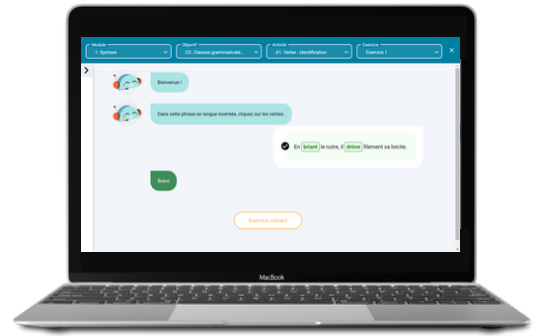 Module
1. Syntaxe
Objectif
02. Classes grammaticale...
Activité
A1. Verbe : identification
Exercice
Exercice 1
Bienvenue !
Dans cette phrase en langue inventée, cliquez sur les verbes.
En briant le nutre, il drime filement sa loicite.
Bravo
Exercice suivant
MacBook